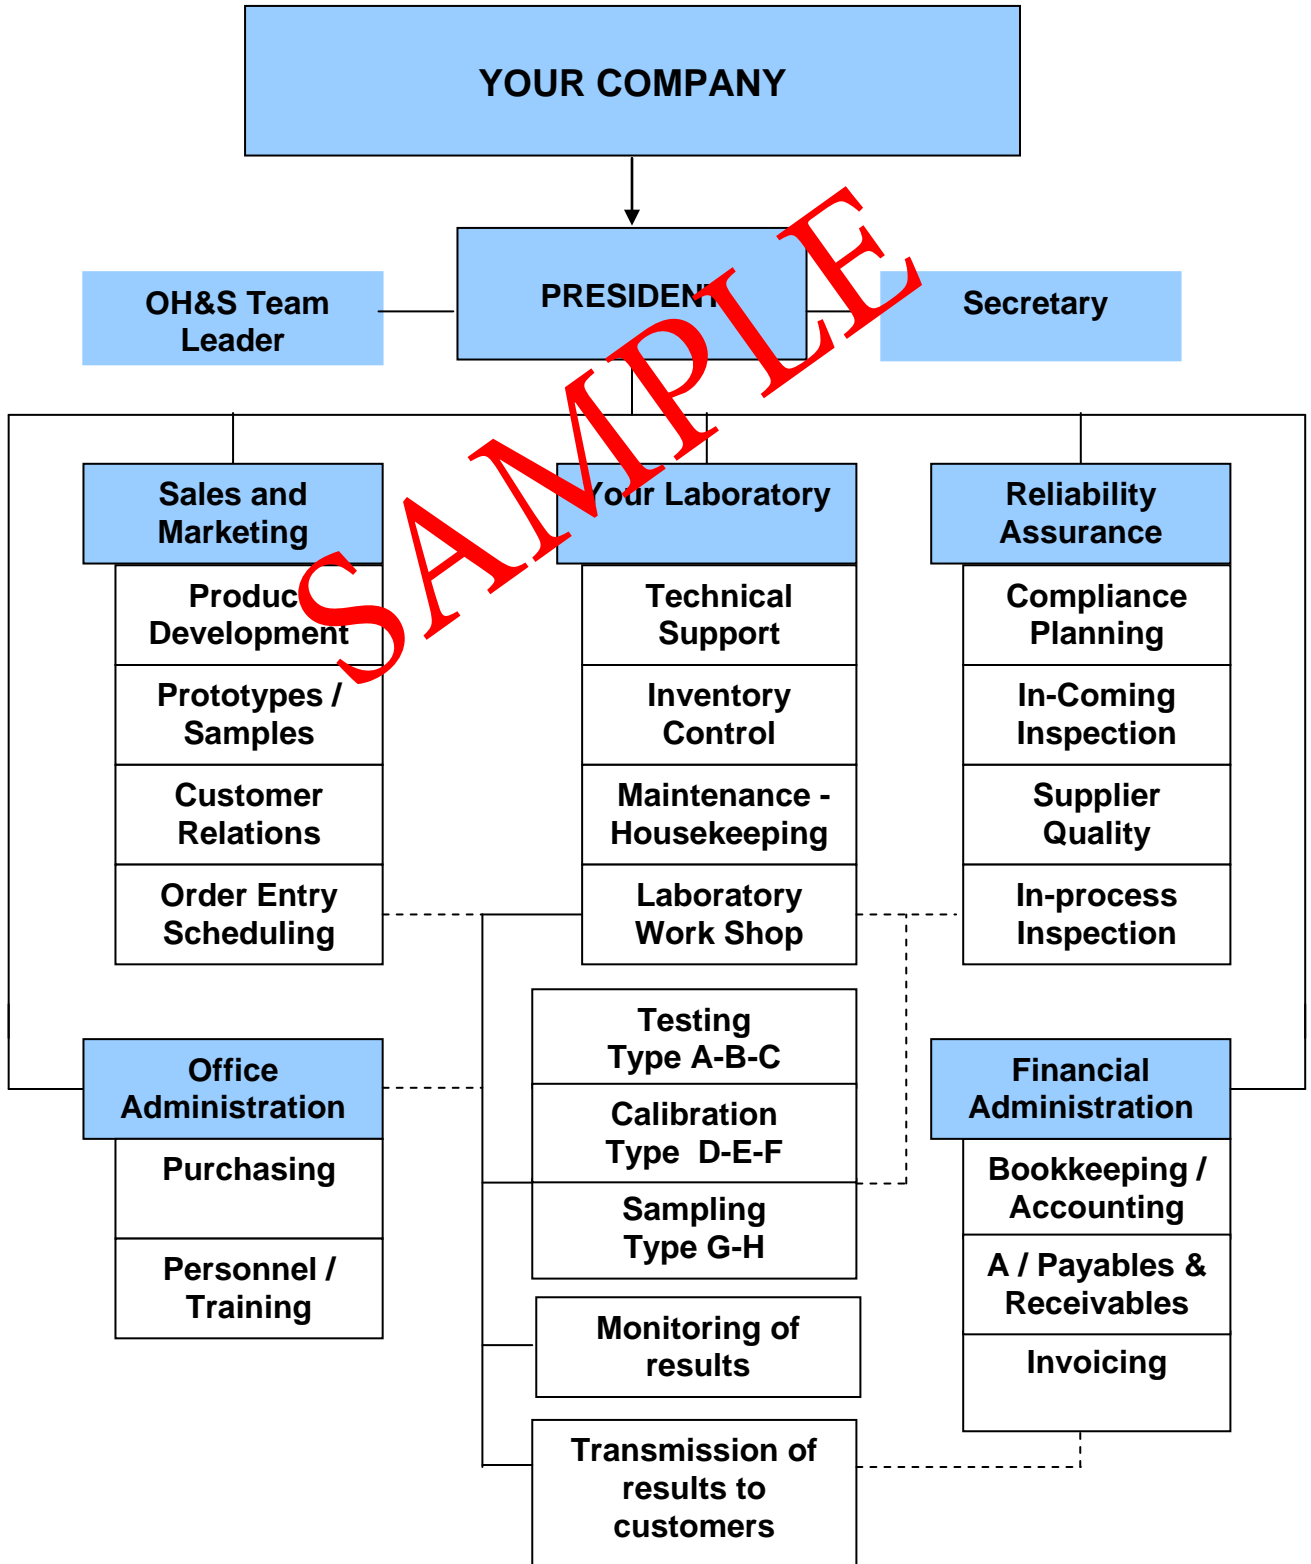 YOUR COMPANY
PRESIDENT
OH&S Team
Leader
Secretary
SAMPLE
Sales and
Marketing
Product
Development
Prototypes /
Samples
Customer
Relations
Order Entry
Scheduling
Your Laboratory
Technical
Support
Inventory
Control
Maintenance -
Housekeeping
Laboratory
Work Shop
Reliability
Assurance
Compliance
Planning
In-Coming
Inspection
Supplier
Quality
In-process
Inspection
Testing
Type A-B-C
Calibration
Type D-E-F
Sampling
Type G-H
Monitoring of
results
Transmission of
results to
customers
Office
Administration
Purchasing
Personnel /
Training
Financial
Administration
Bookkeeping /
Accounting
A / Payables &
Receivables
Invoicing